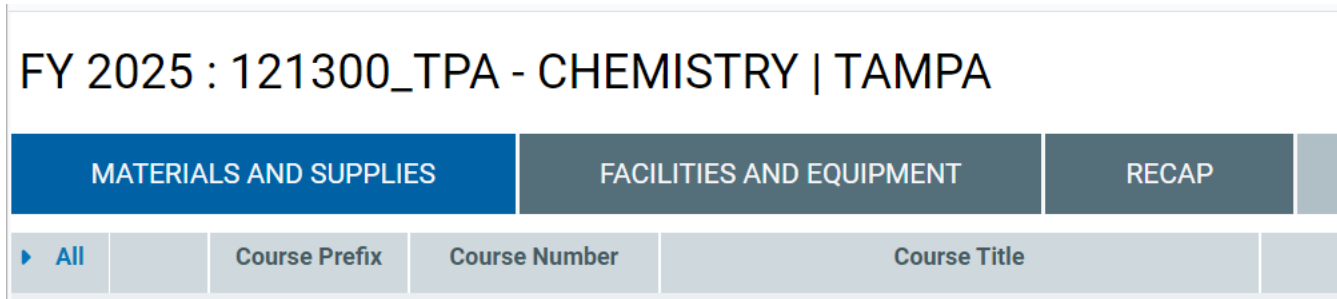 FY 2025 : 121300_TPA - CHEMISTRY | TAMPA
MATERIALS AND SUPPLIES FACILITIES AND EQUIPMENT RECAP
All Course Prefix Course Number Course Title